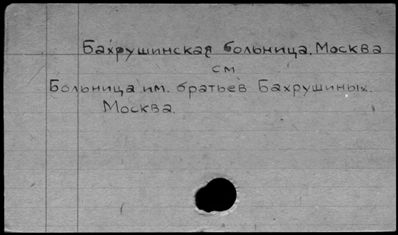 Бахрушинская больница. Москва
см.
Больница им. братьев Бахрушиных.
Москва.